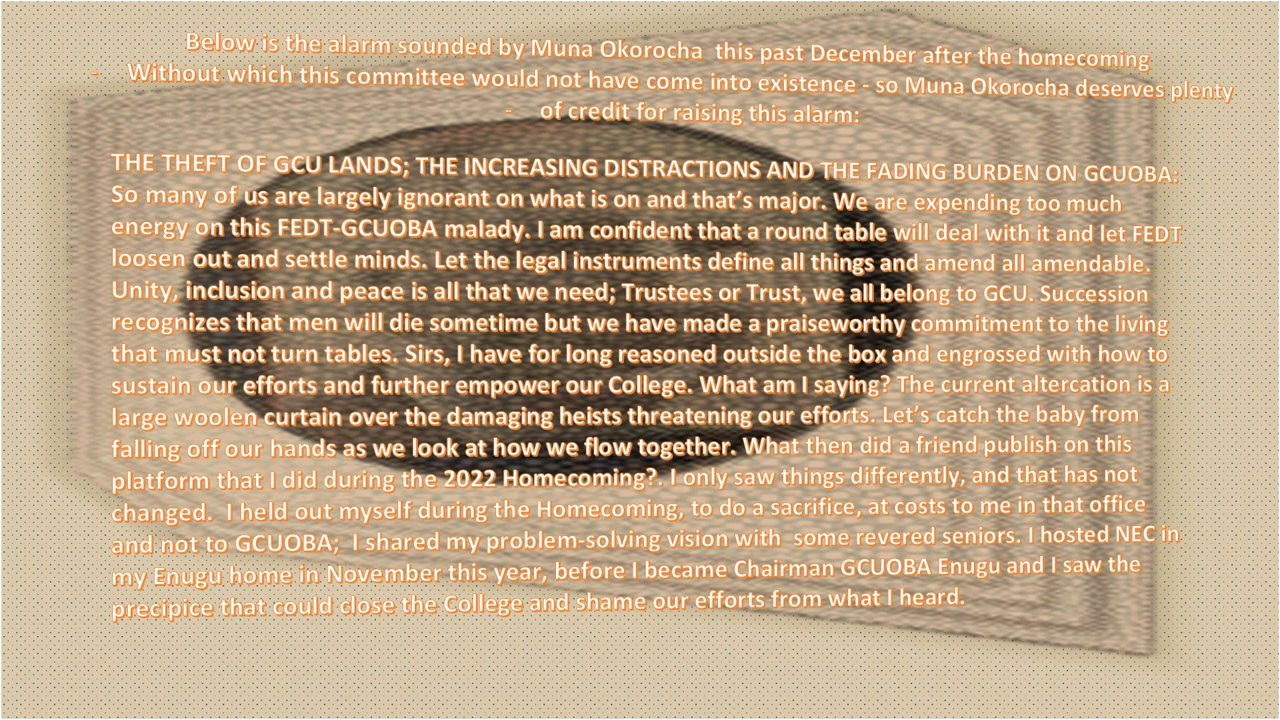 Below is the alarm sounded by Muna Okorocha  this past December after the homecoming
-    Without which this committee would not have come into existence - so Muna Okorocha deserves plenty
-    of credit for raising this alarm:
THE THEFT OF GCU LANDS; THE INCREASING DISTRACTIONS AND THE FADING BURDEN ON GCUOBA:
So many of us are largely ignorant on what is on and that’s major. We are expending too much
energy on this FEDT-GCUOBA malady. I am confident that a round table will deal with it and let FEDT
loosen out and settle minds. Let the legal instruments define all things and amend all amendable.
Unity, inclusion and peace is all that we need; Trustees or Trust, we all belong to GCU. Succession
recognizes that men will die sometime but we have made a praiseworthy commitment to the living
that must not turn tables. Sirs, I have for long reasoned outside the box and engrossed with how to
sustain our efforts and further empower our College. What am I saying? The current altercation is a
large woolen curtain over the damaging heists threatening our efforts. Let’s catch the baby from
falling off our hands as we look at how we flow together. What then did a friend publish on this
platform that I did during the 2022 Homecoming?. I only saw things differently, and that has not
changed.  I held out myself during the Homecoming, to do a sacrifice, at costs to me in that office
and not to GCUOBA;  I shared my problem-solving vision with  some revered seniors. I hosted NEC in
my Enugu home in November this year, before I became Chairman GCUOBA Enugu and I saw the
precipice that could close the College and shame our efforts from what I heard.